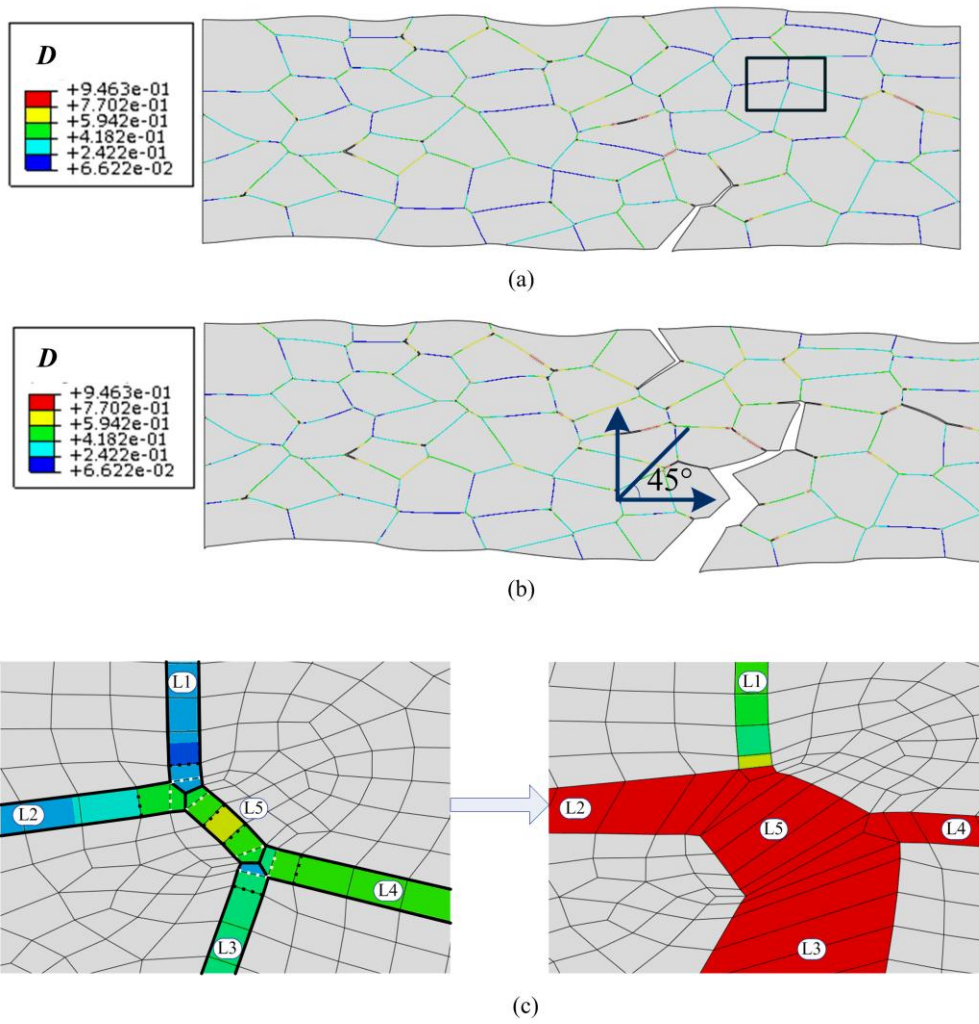 D
+9.463e-01
+7.702e-01
+5.942e-01
+4.182e-01
+2.422e-01
+6.622e-02
(a)
D
+9.463e-01
+7.702e-01
+5.942e-01
+4.182e-01
+2.422e-01
+6.622e-02
45°
(b)
L1
L2
L5
L4
L3
L1
L2
L5
L4
L3
(c)